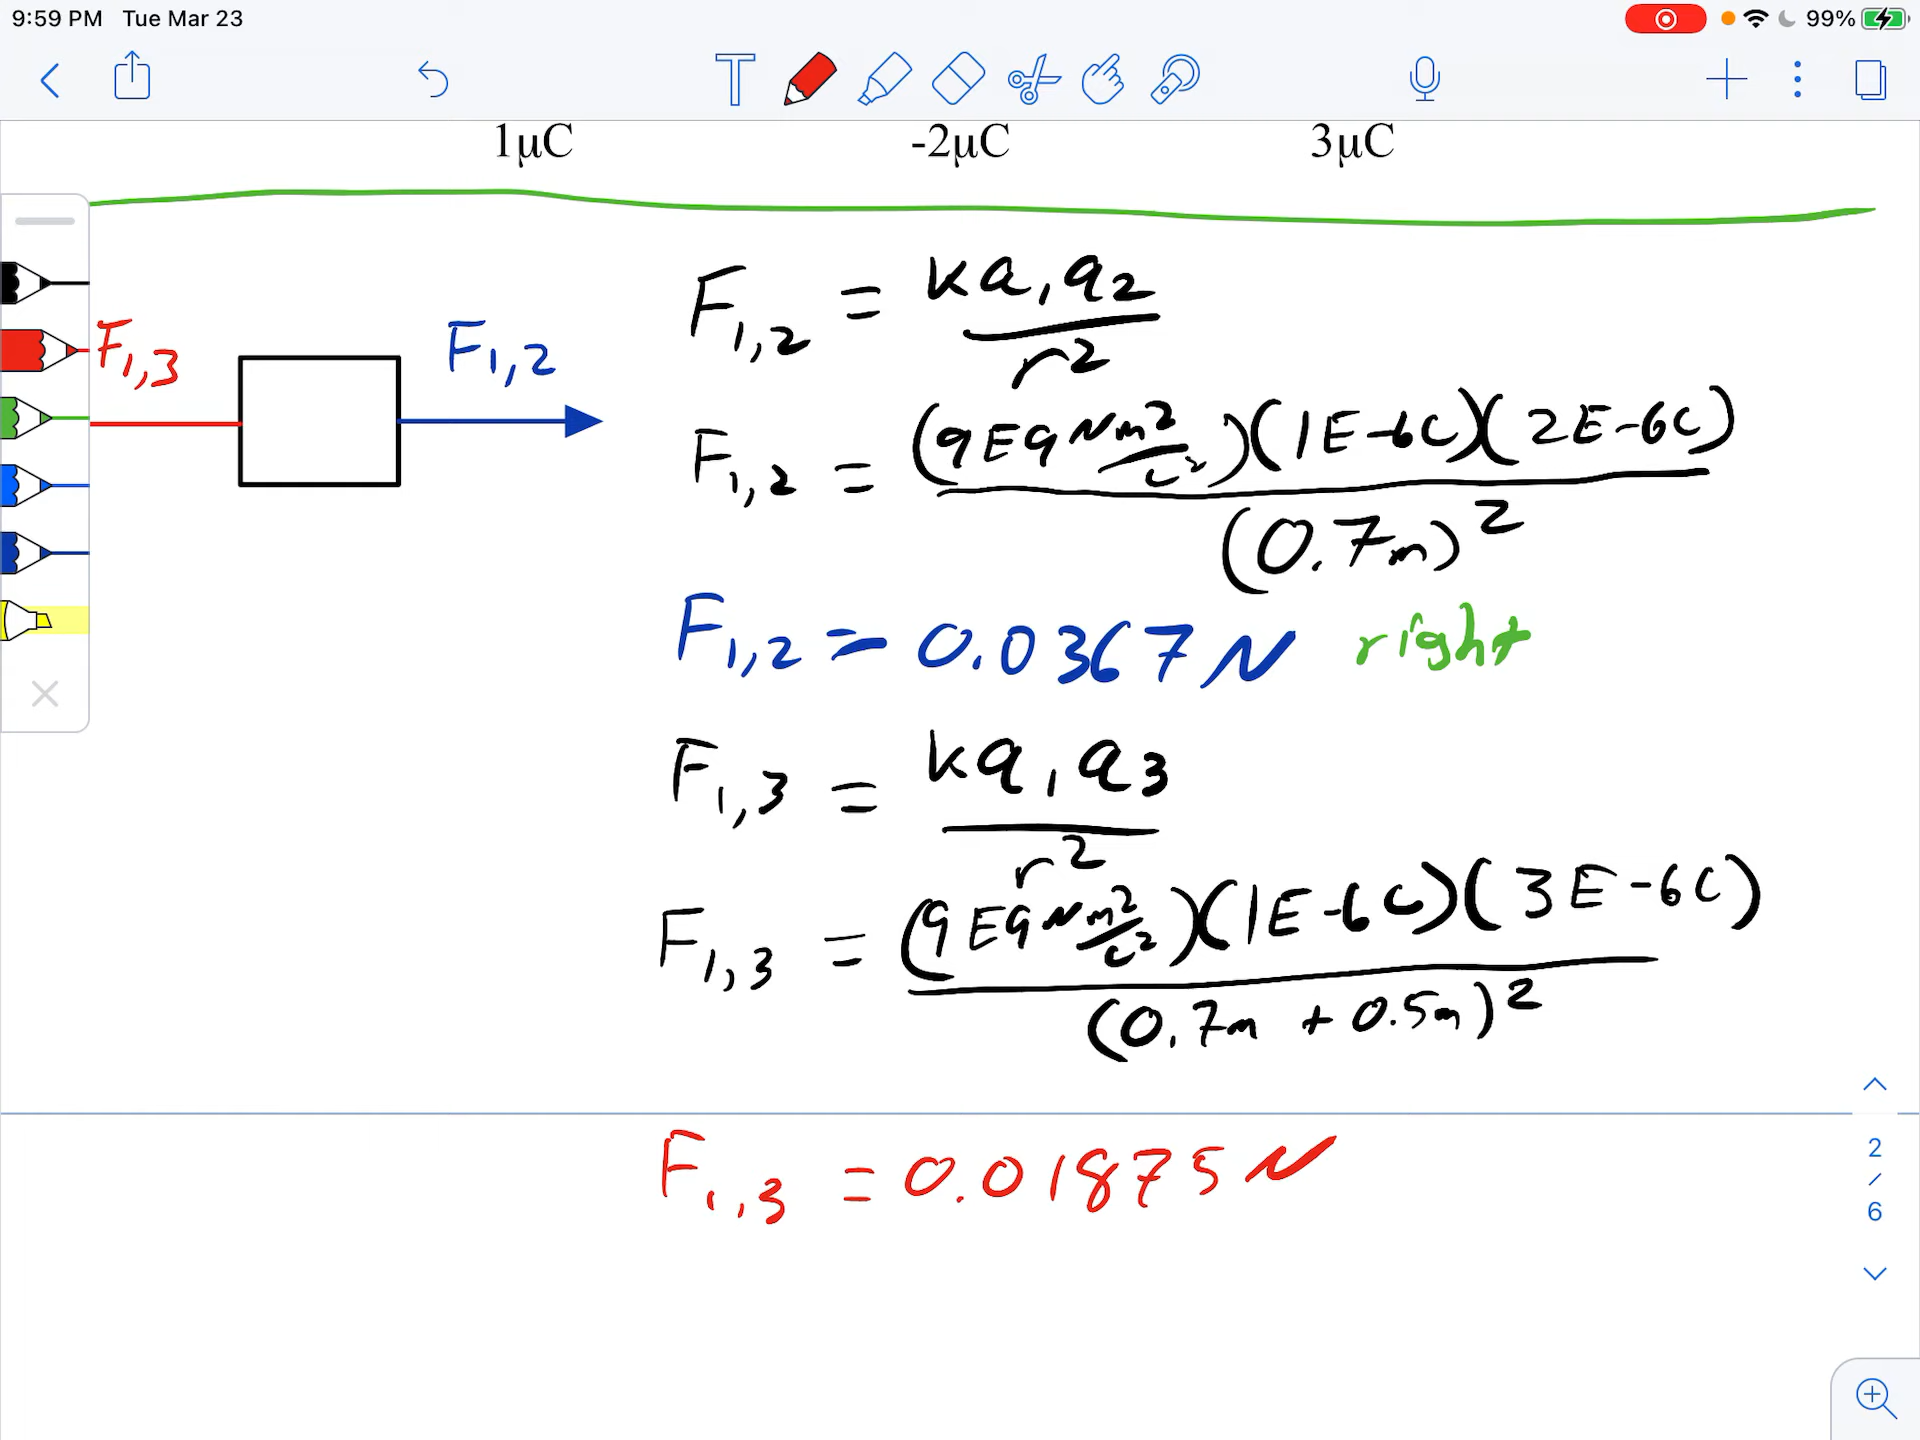 9:59 PM Tue Mar 23 99%
T
1μC -2μC 3μC
F1,3 F1,2
F1,2 = kq1q2 / r²
F1,2 = (9E9 Nm²/C²)(1E-6C)(2E-6C) / (0.7m)²
F1,2 = 0.0367 N right
F1,3 = kq1q3 / r²
F1,3 = (9E9 Nm²/C²)(1E-6C)(3E-6C) / (0.7m + 0.5m)²
F1,3 = 0.01875 N
2 / 6